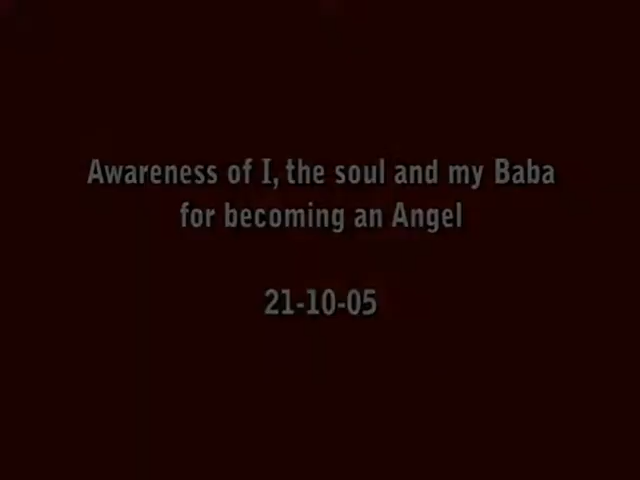 Awareness of I, the soul and my Baba
for becoming an Angel
21-10-05